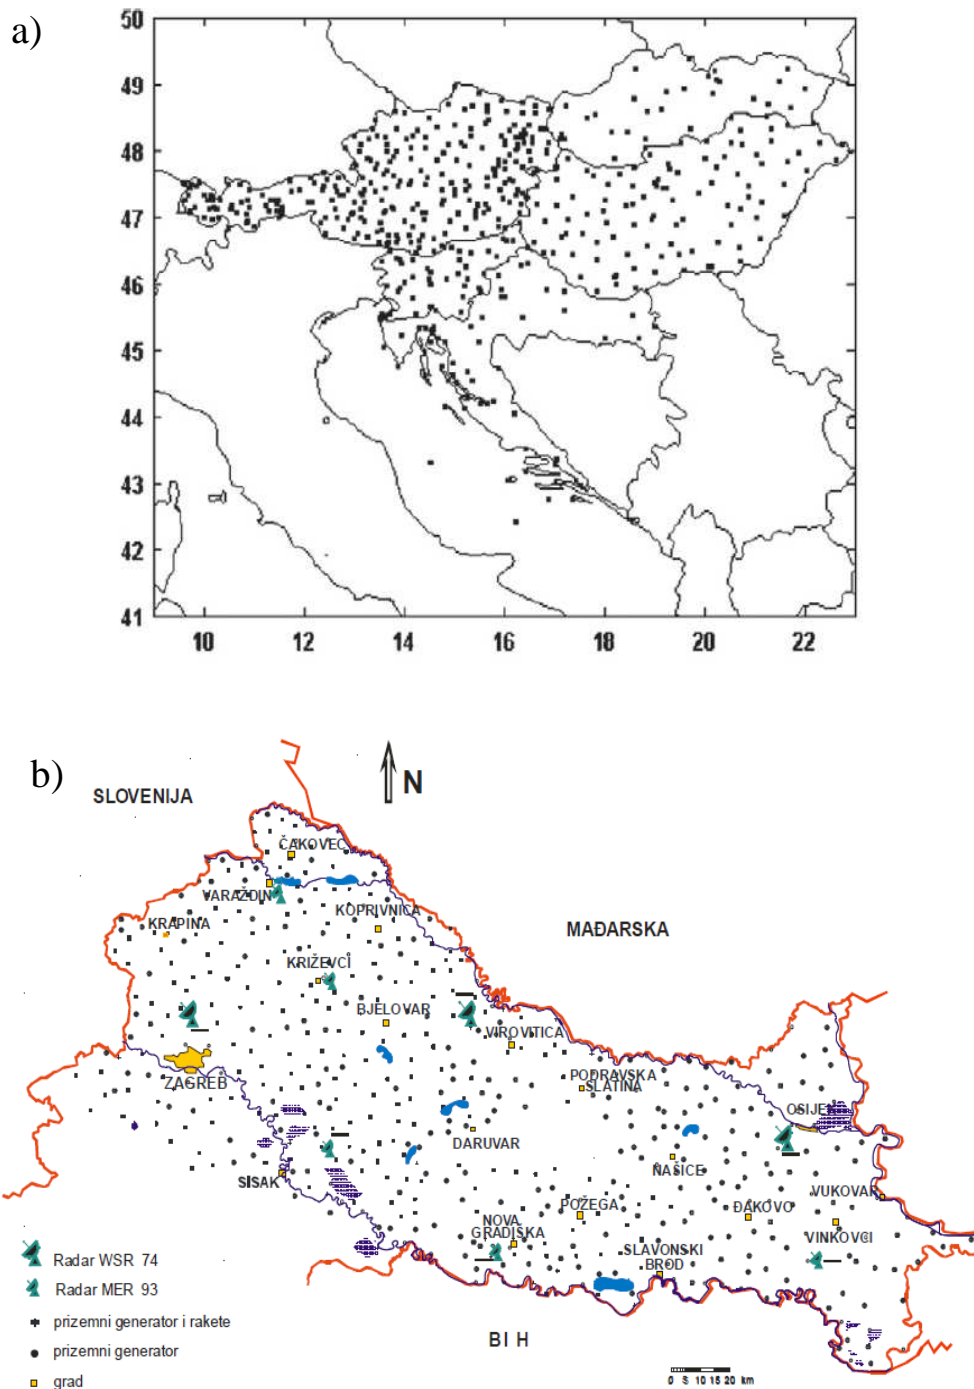 a)
50
49
48
47
46
45
44
43
42
41
10 12 14 16 18 20 22
b)
N
SLOVENIJA
ČAKOVEC
VARAŽDIN
KOPRIVNICA
KRAPINA
MAĐARSKA
KRIŽEVCI
BJELOVAR
VIROVITICA
ZAGREB
PODRAVSKA
SLATINA
OSIJE
DARUVAR
NAŠICE
SISAK
VUKOVAR
POŽEGA
ĐAKOVO
NOVA
GRADIŠKA
VINKOVCI
SLAVONSKI
BROD
Radar WSR 74
Radar MER 93
prizemni generator i rakete
prizemni generator
grad
BI H
0 5 10 15 20 km